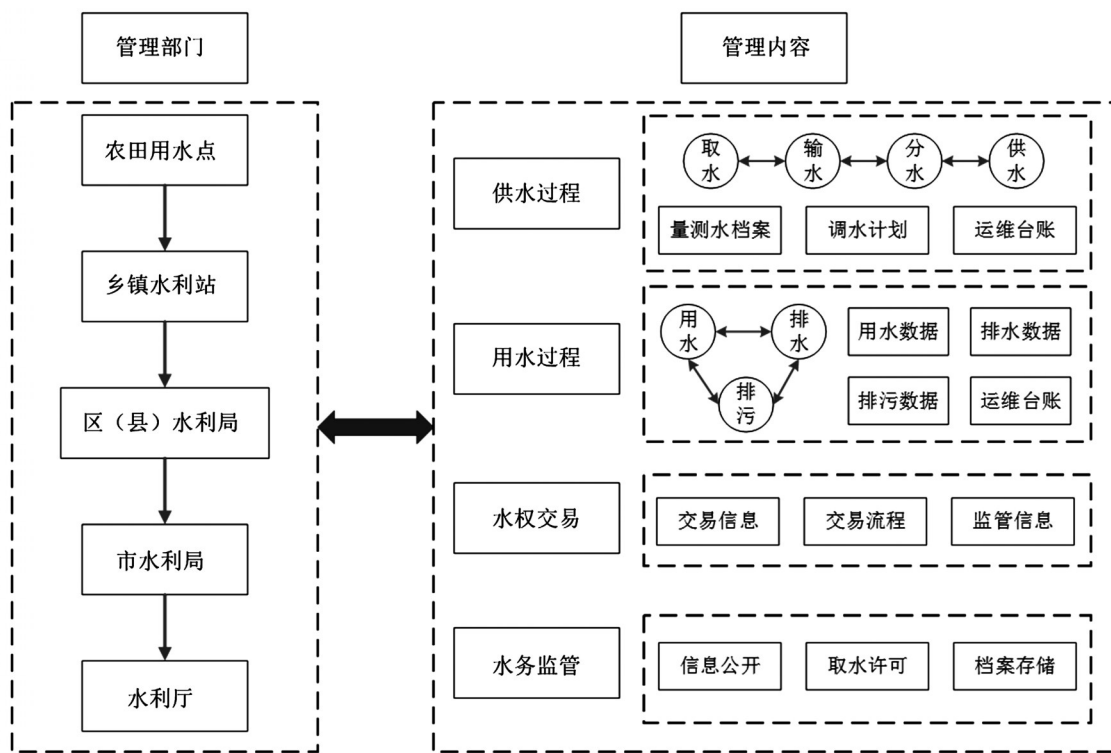 管理部门
管理内容
农田用水点
乡镇水利站
区（县）水利局
市水利局
水利厅
供水过程
取水
输水
分水
供水
量测水档案
调水计划
运维台账
用水过程
用水
排水
排污
用水数据
排水数据
排污数据
运维台账
水权交易
交易信息
交易流程
监管信息
水务监管
信息公开
取水许可
档案存储